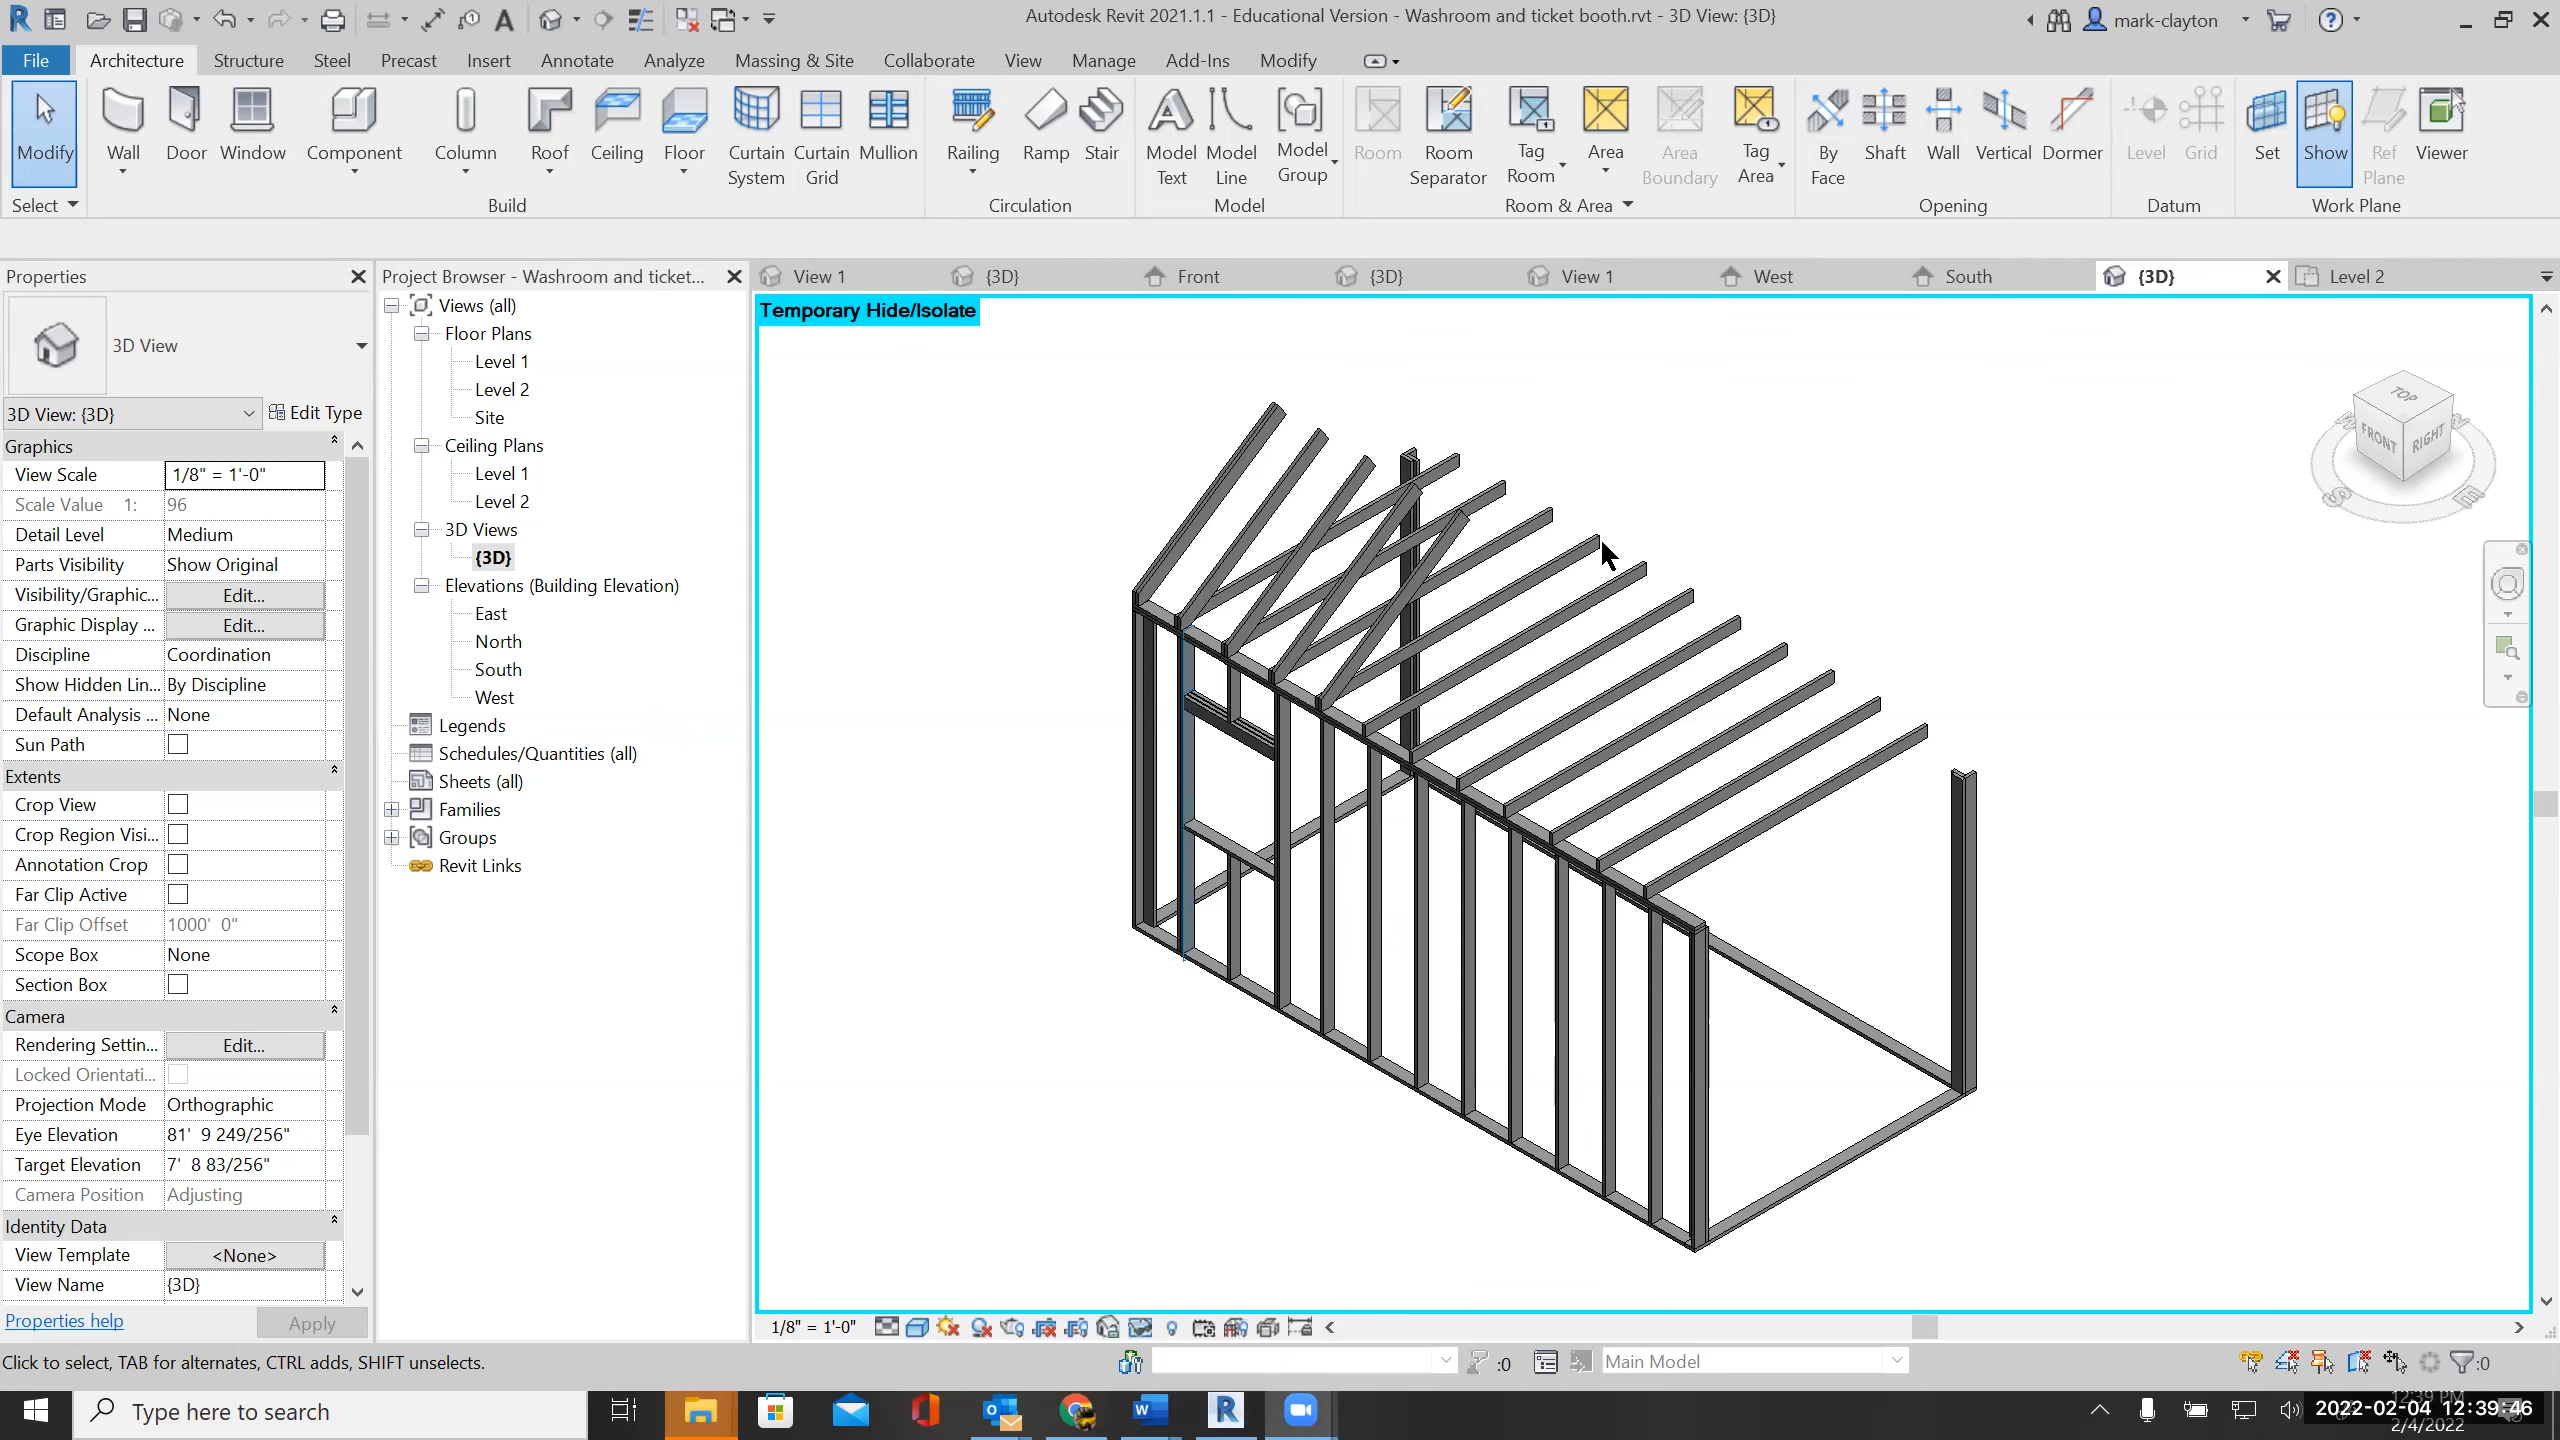 Autodesk Revit 2021.1.1 - Educational Version - Washroom and ticket booth.rvt - 3D View: {3D}
mark-clayton
File Architecture Structure Steel Precast Insert Annotate Analyze Massing & Site Collaborate View Manage Add-Ins Modify
Modify Wall Door Window Component Column Roof Ceiling Floor Curtain System Curtain Grid Mullion Railing Ramp Stair Model Text Model Line Model Group Room Room Separator Tag Room Area Area Boundary Tag Area By Face Shaft Wall Vertical Dormer Level Grid Set Show Ref Plane Viewer
Select Build Circulation Model Room & Area Opening Datum Work Plane
Properties
3D View
3D View: {3D} Edit Type
Graphics
View Scale 1/8" = 1'-0"
Scale Value 1: 96
Detail Level Medium
Parts Visibility Show Original
Visibility/Graphic... Edit...
Graphic Display ... Edit...
Discipline Coordination
Show Hidden Lin... By Discipline
Default Analysis ... None
Sun Path
Extents
Crop View
Crop Region Visi...
Annotation Crop
Far Clip Active
Far Clip Offset 1000' 0"
Scope Box None
Section Box
Camera
Rendering Settin... Edit...
Locked Orientati...
Projection Mode Orthographic
Eye Elevation 81' 9 249/256"
Target Elevation 7' 8 83/256"
Camera Position Adjusting
Identity Data
View Template <None>
View Name {3D}
Properties help Apply
Project Browser - Washroom and ticket...
Views (all)
Floor Plans
Level 1
Level 2
Site
Ceiling Plans
Level 1
Level 2
3D Views
{3D}
Elevations (Building Elevation)
East
North
South
West
Legends
Schedules/Quantities (all)
Sheets (all)
Families
Groups
Revit Links
View 1 {3D} Front {3D} View 1 West South {3D} Level 2
Temporary Hide/Isolate
TOP
FRONT RIGHT
S E
1/8" = 1'-0"
Click to select, TAB for alternates, CTRL adds, SHIFT unselects.
:0 Main Model :0
Type here to search
12:39 PM
2022-02-04 12:39:46
2/4/2022